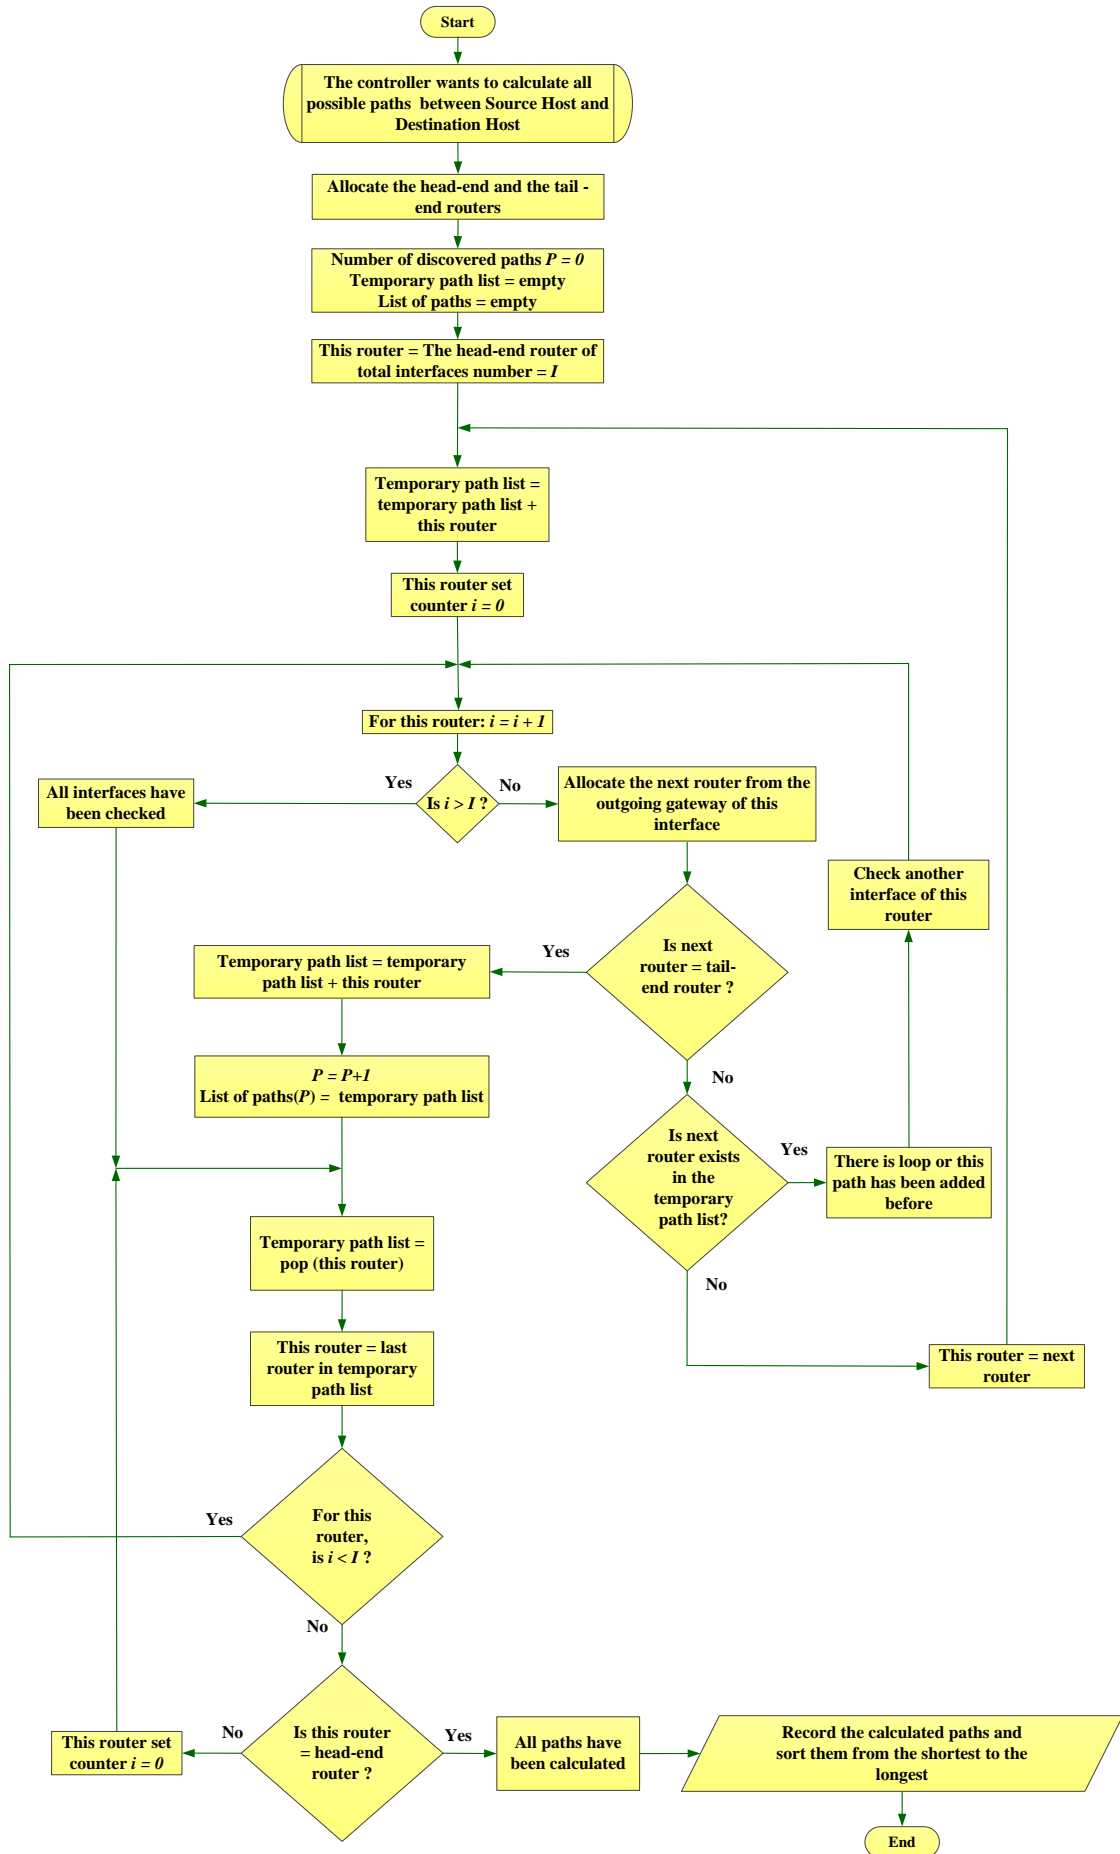 Start
The controller wants to calculate all
possible paths between Source Host and
Destination Host
Allocate the head-end and the tail -
end routers
Number of discovered paths P = 0
Temporary path list = empty
List of paths = empty
This router = The head-end router of
total interfaces number = I
Temporary path list =
temporary path list +
this router
This router set
counter i = 0
For this router: i = i + 1
Is i > I ?
Yes
No
All interfaces have
been checked
Allocate the next router from the
outgoing gateway of this
interface
Check another
interface of this
router
Is next
router = tail-
end router ?
Yes
No
Temporary path list = temporary
path list + this router
P = P+1
List of paths(P) = temporary path list
Is next
router exists
in the
temporary
path list?
Yes
No
There is loop or this
path has been added
before
This router = next
router
Temporary path list =
pop (this router)
This router = last
router in temporary
path list
For this
router,
is i < I ?
Yes
No
Is this router
= head-end
router ?
No
Yes
This router set
counter i = 0
All paths have
been calculated
Record the calculated paths and
sort them from the shortest to the
longest
End